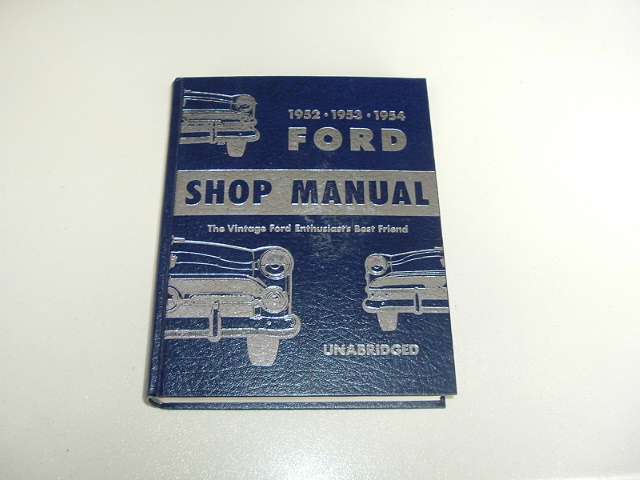 1952 • 1953 • 1954
FORD
SHOP MANUAL
The Vintage Ford Enthusiast's Best Friend
UNABRIDGED